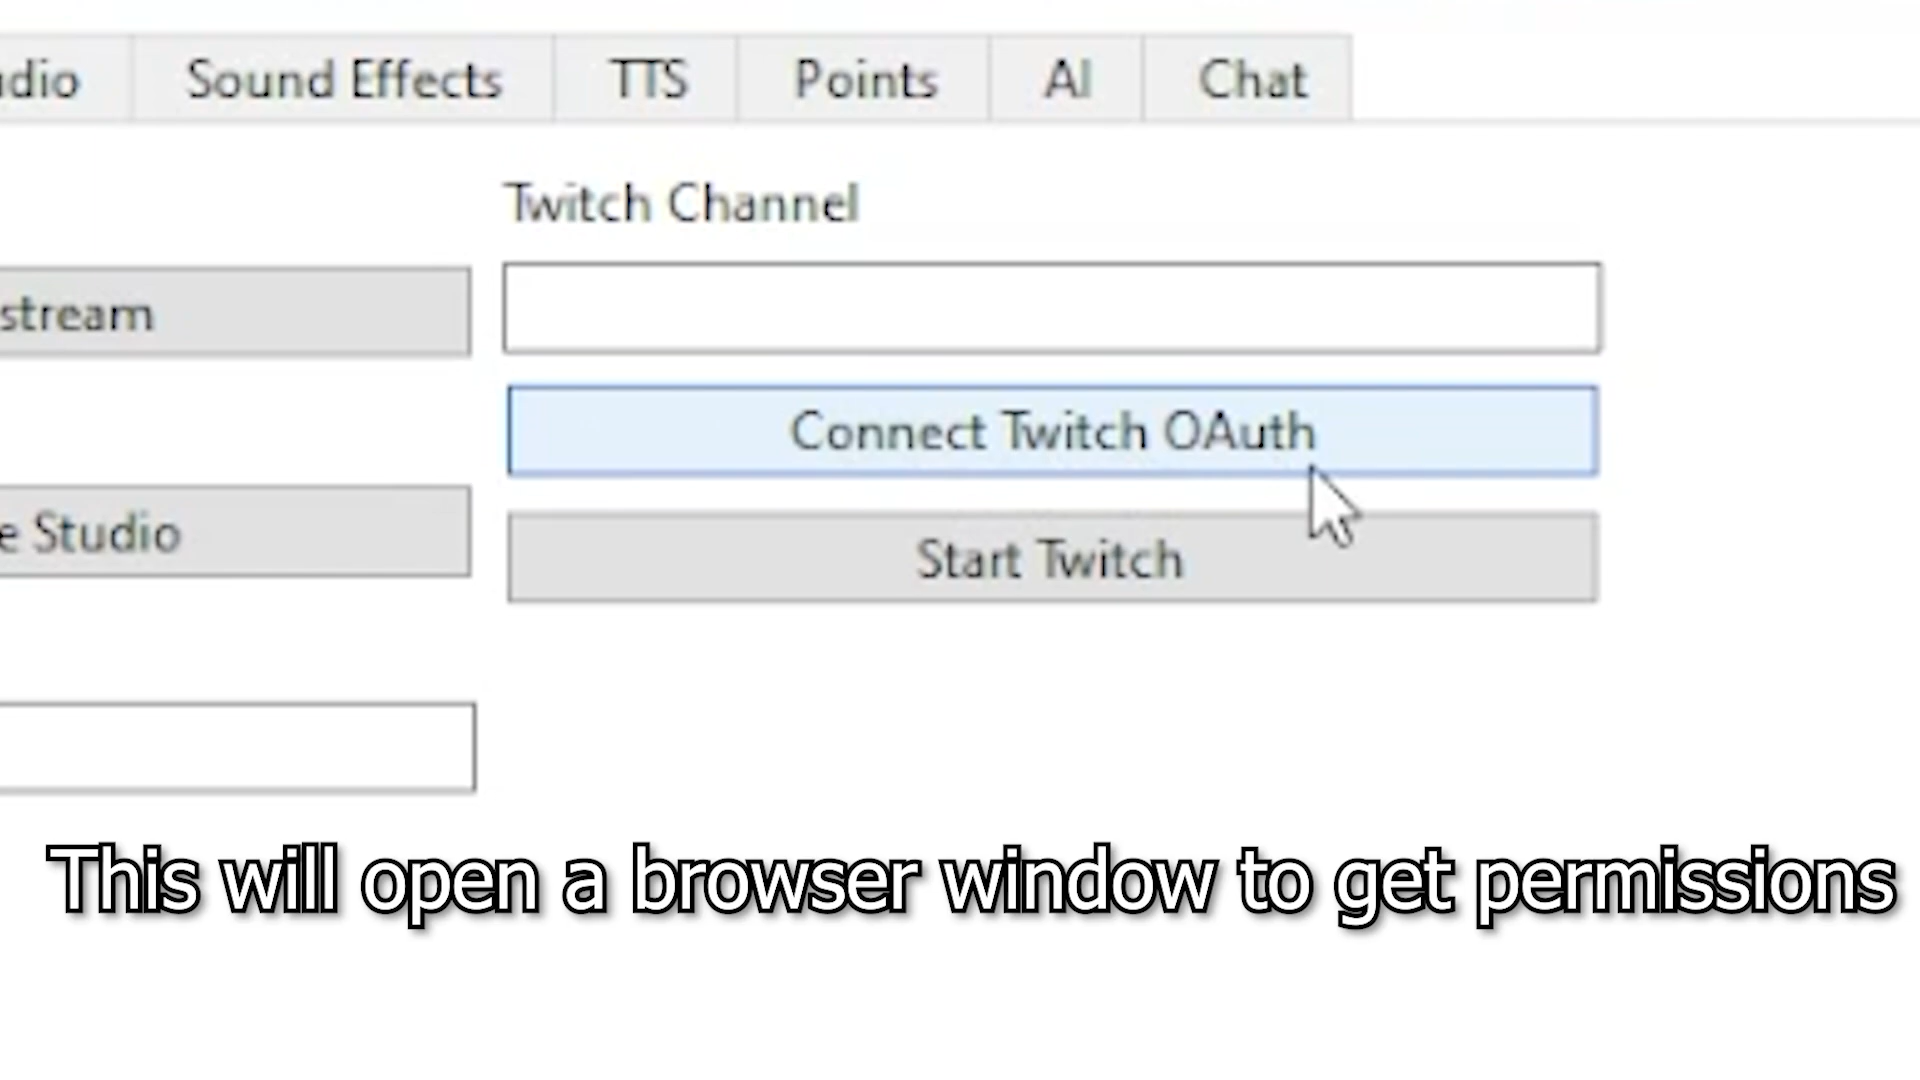 dio Sound Effects TTS Points AI Chat
Twitch Channel
stream
Connect Twitch OAuth
e Studio
Start Twitch
This will open a browser window to get permissions